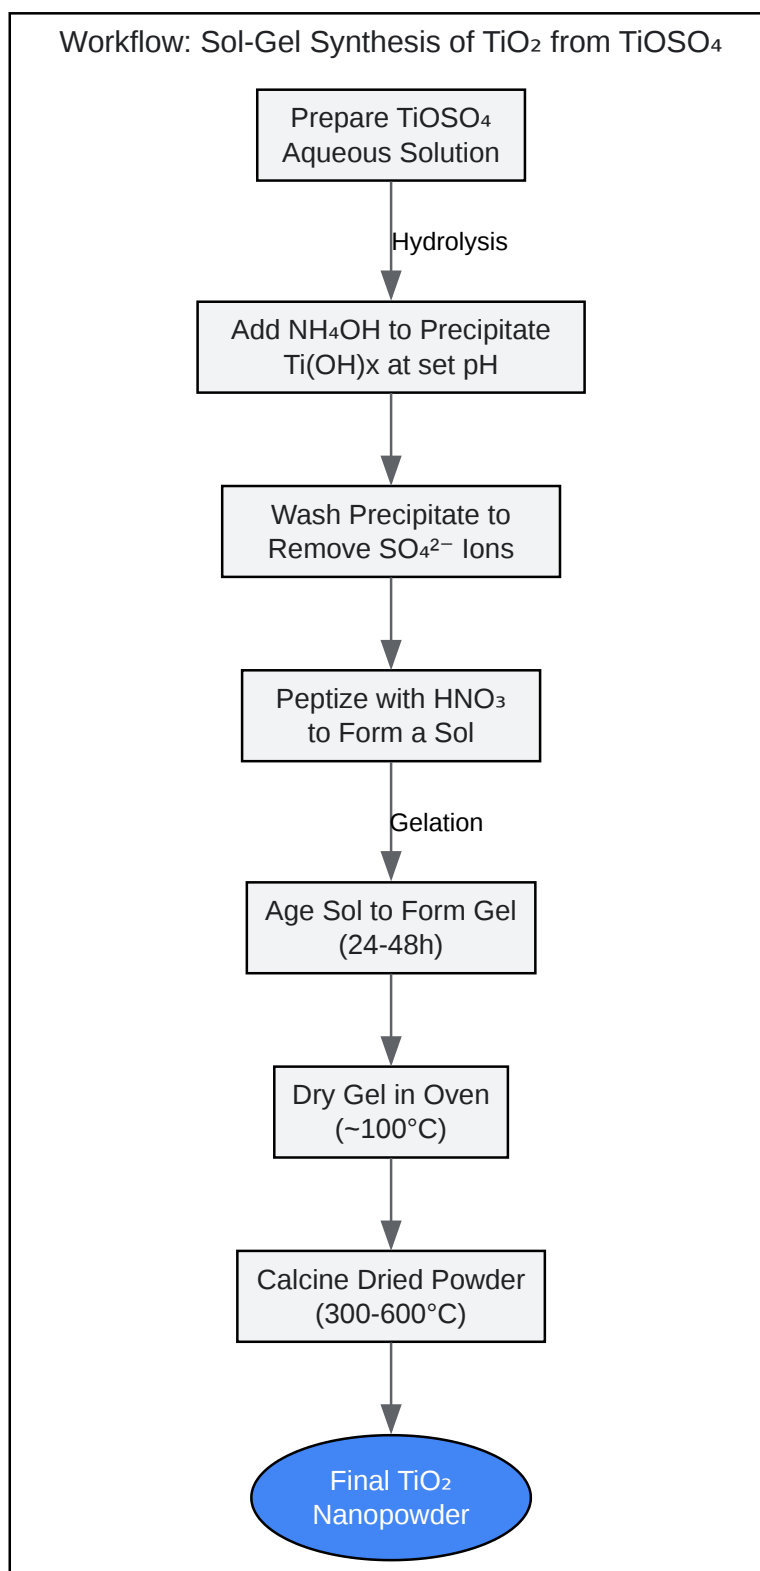 Workflow: Sol-Gel Synthesis of TiO₂ from TiOSO₄
Prepare TiOSO₄
Aqueous Solution
Hydrolysis
Add NH₄OH to Precipitate
Ti(OH)x at set pH
Wash Precipitate to
Remove SO₄²⁻ Ions
Peptize with HNO₃
to Form a Sol
Gelation
Age Sol to Form Gel
(24-48h)
Dry Gel in Oven
(~100°C)
Calcine Dried Powder
(300-600°C)
Final TiO₂
Nanopowder